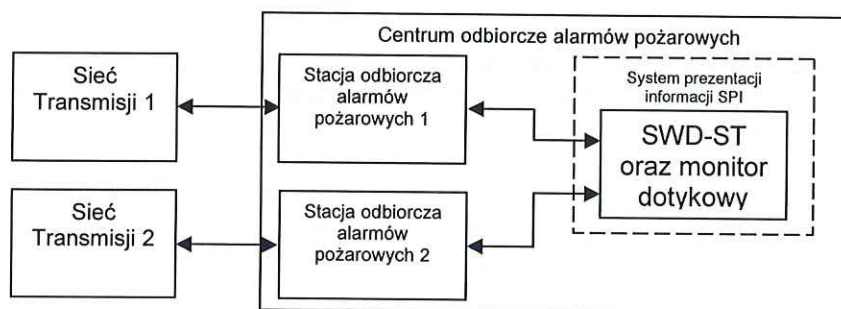 Centrum odbiorcze alarmów pożarowych
Sieć
Transmisji 1
Stacja odbiorcza
alarmów
pożarowych 1
System prezentacji
informacji SPI
SWD-ST
oraz monitor
dotykowy
Sieć
Transmisji 2
Stacja odbiorcza
alarmów
pożarowych 2